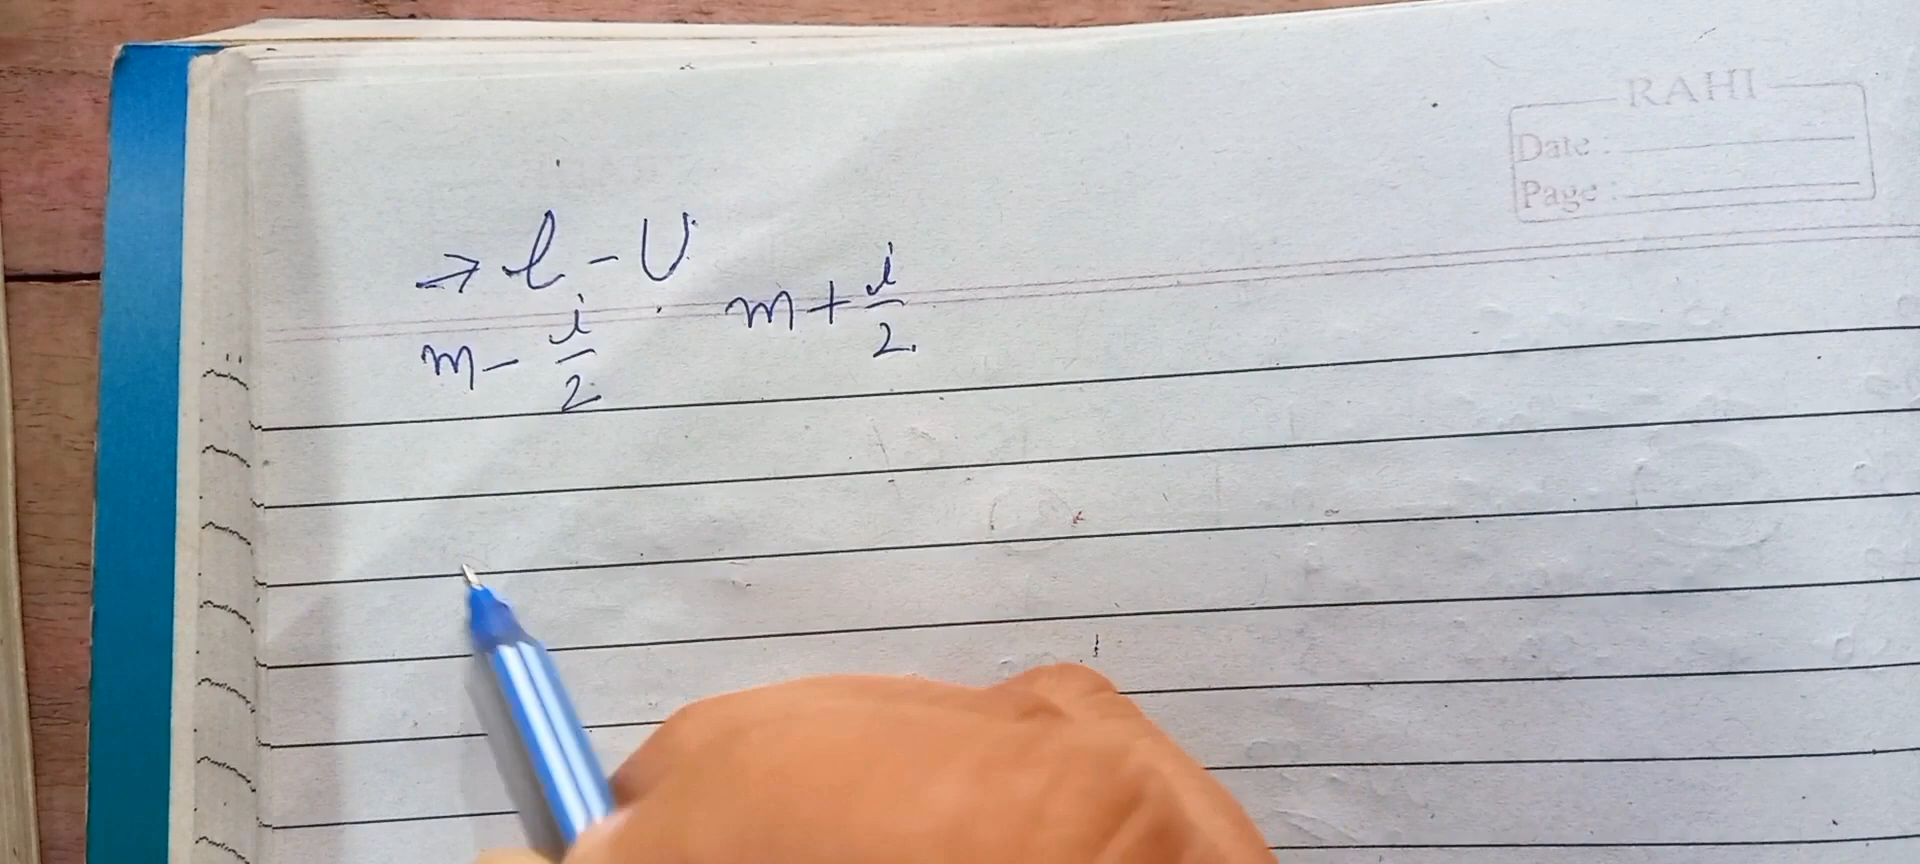 RAHI
Date :
Page :
→ l - U
m - i/2   m + i/2